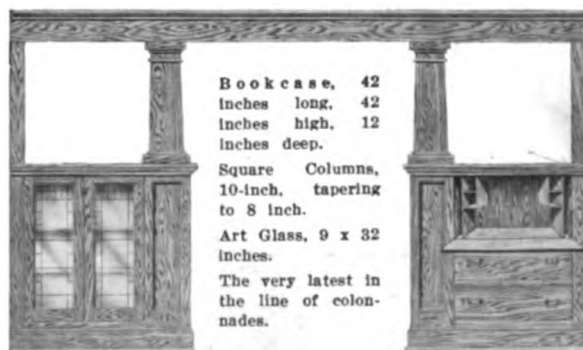 Bookcase, 42
inches long, 42
inches high, 12
inches deep.
Square Columns,
10-inch, tapering
to 8 inch.
Art Glass, 9 x 32
inches.
The very latest in
the line of colon-
nades.